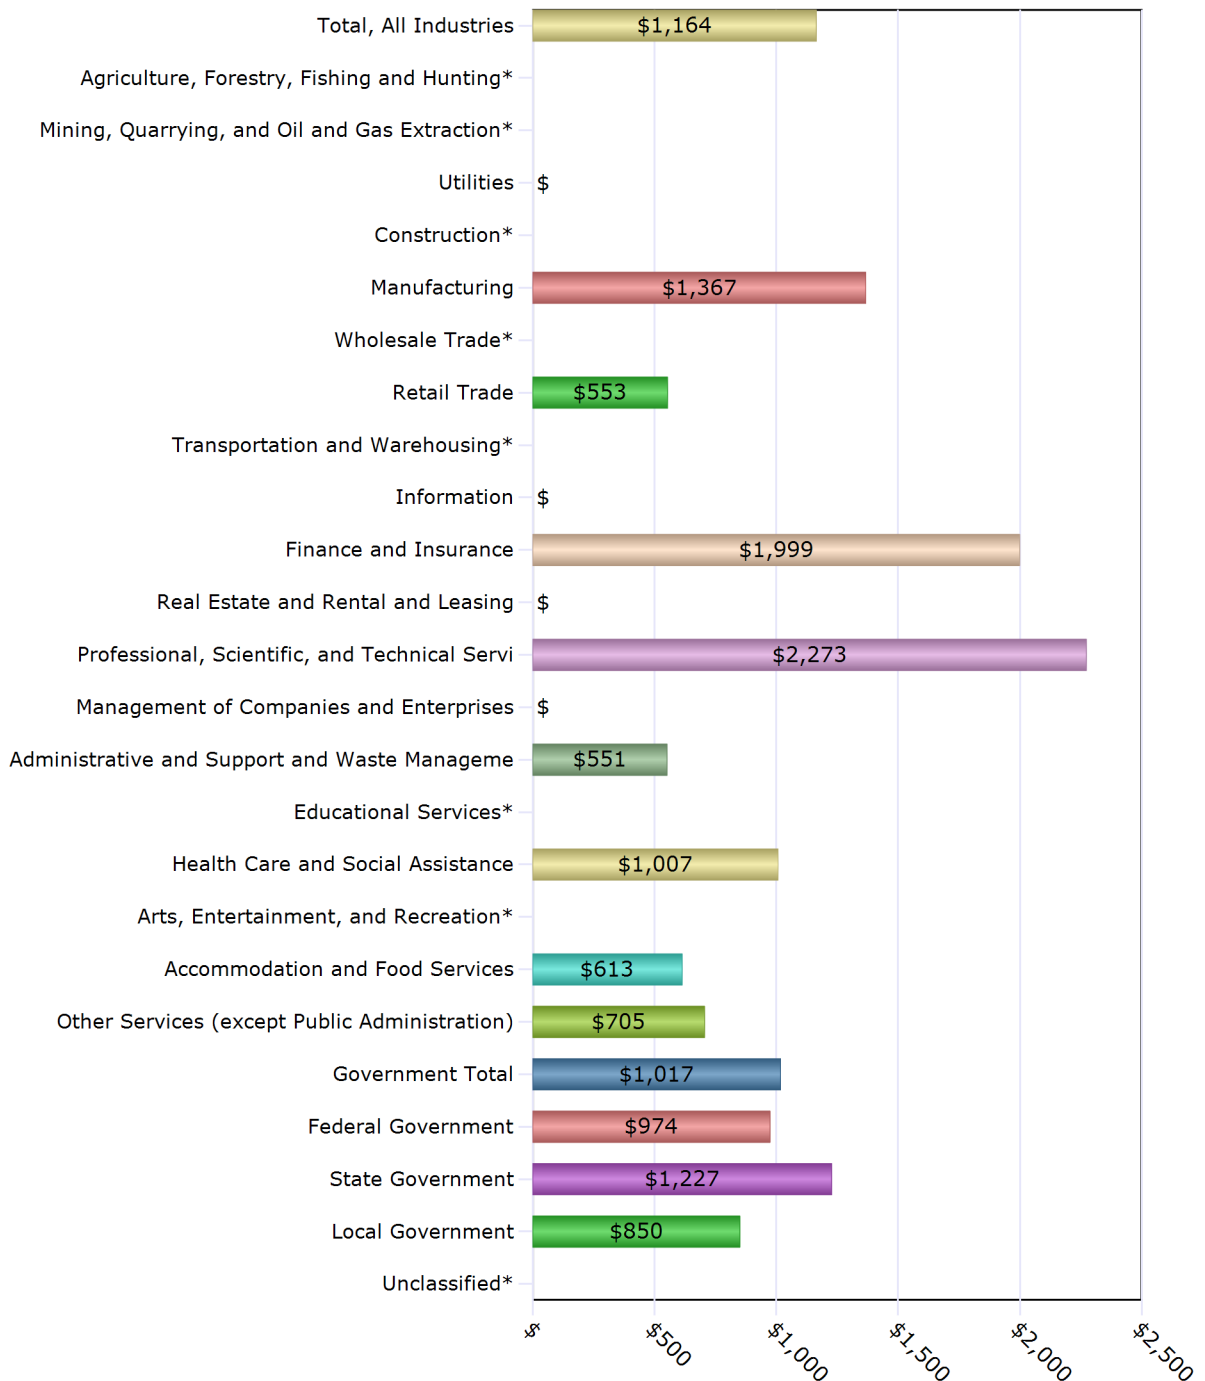 Total, All Industries $1,164
Agriculture, Forestry, Fishing and Hunting*
Mining, Quarrying, and Oil and Gas Extraction*
Utilities $
Construction*
Manufacturing $1,367
Wholesale Trade*
Retail Trade $553
Transportation and Warehousing*
Information $
Finance and Insurance $1,999
Real Estate and Rental and Leasing $
Professional, Scientific, and Technical Servi $2,273
Management of Companies and Enterprises $
Administrative and Support and Waste Manageme $551
Educational Services*
Health Care and Social Assistance $1,007
Arts, Entertainment, and Recreation*
Accommodation and Food Services $613
Other Services (except Public Administration) $705
Government Total $1,017
Federal Government $974
State Government $1,227
Local Government $850
Unclassified*
$ $500 $1,000 $1,500 $2,000 $2,500